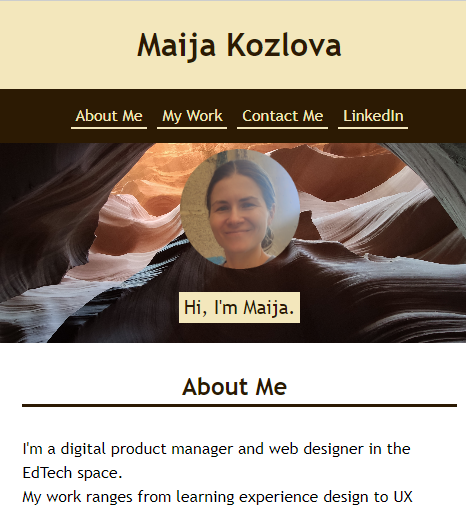 Maija Kozlova
About Me My Work Contact Me LinkedIn
Hi, I'm Maija.
About Me
I'm a digital product manager and web designer in the
EdTech space.
My work ranges from learning experience design to UX